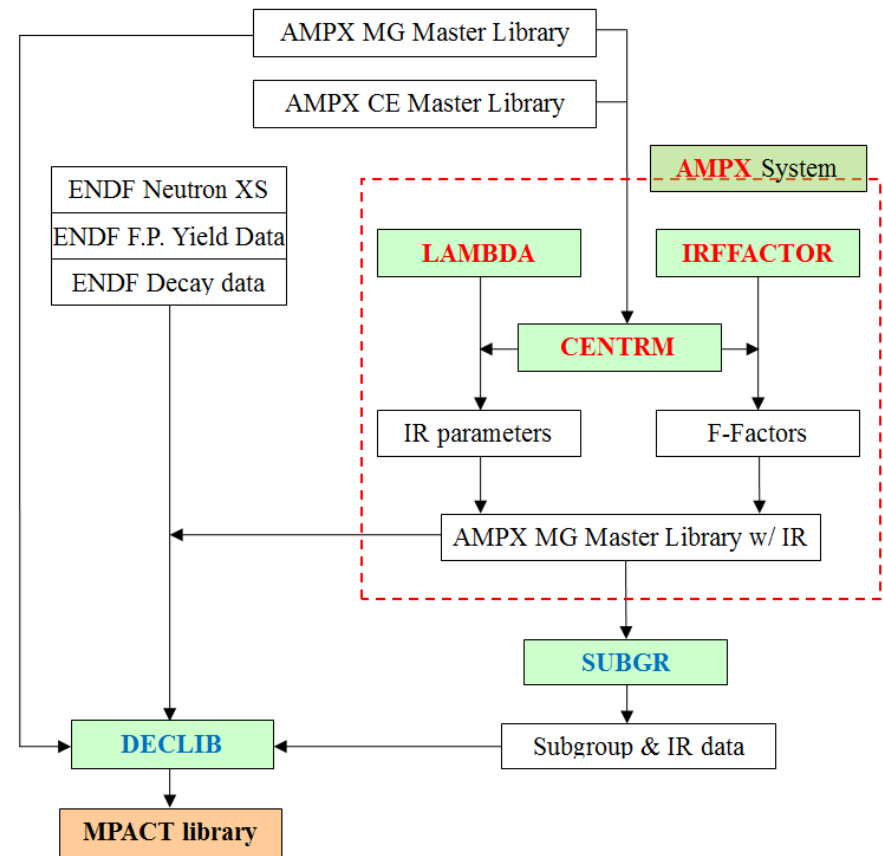 AMPX MG Master Library
AMPX CE Master Library
AMPX System
ENDF Neutron XS
ENDF F.P. Yield Data
ENDF Decay data
LAMBDA
IRFFACTOR
CENTRM
IR parameters
F-Factors
AMPX MG Master Library w/ IR
SUBGR
DECLIB
Subgroup & IR data
MPACT library